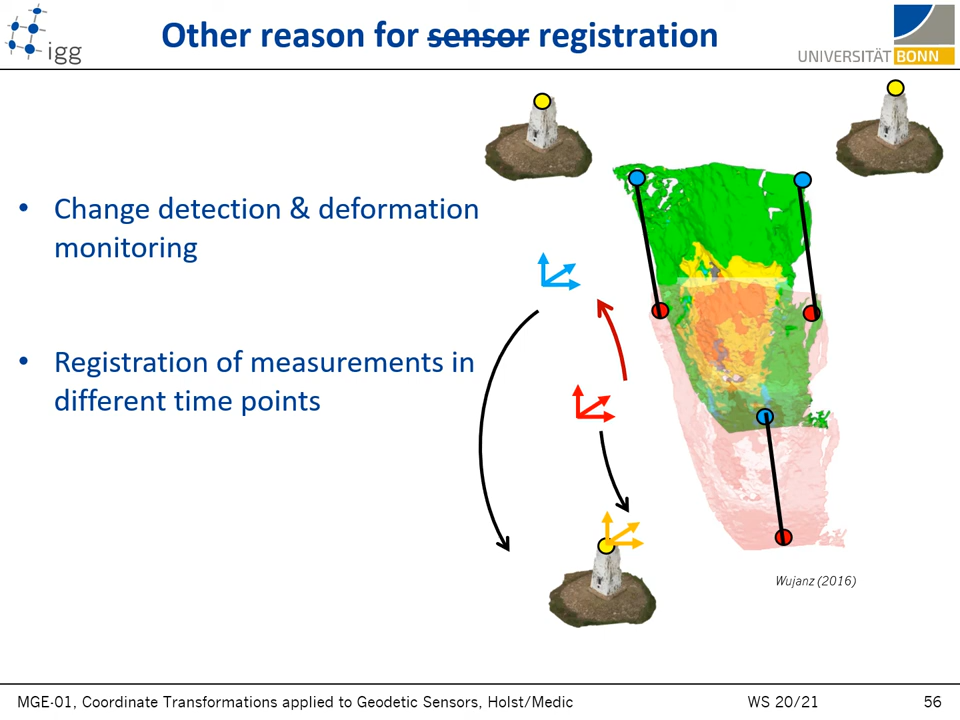 igg
Other reason for sensor registration
UNIVERSITÄT BONN
• Change detection & deformation
monitoring
• Registration of measurements in
different time points
Wujanz (2016)
MGE-01, Coordinate Transformations applied to Geodetic Sensors, Holst/Medic
WS 20/21
56